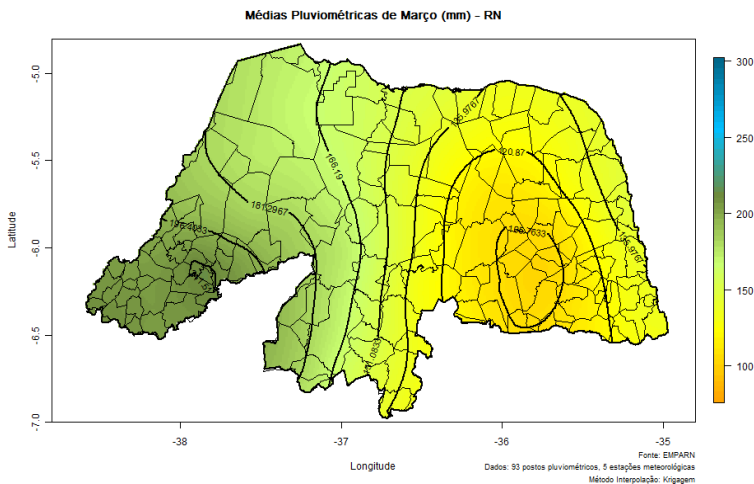 Médias Pluviométricas de Março (mm) - RN
300
250
200
150
100
-5.0
-5.5
-6.0
-6.5
-7.0
Latitude
166.19
181.2967
120.87
-38
-37
-36
-35
Longitude
Fonte: EMPARN
Dados: 93 postos pluviométricos, 5 estações meteorológicas
Método Interpolação: Krigagem